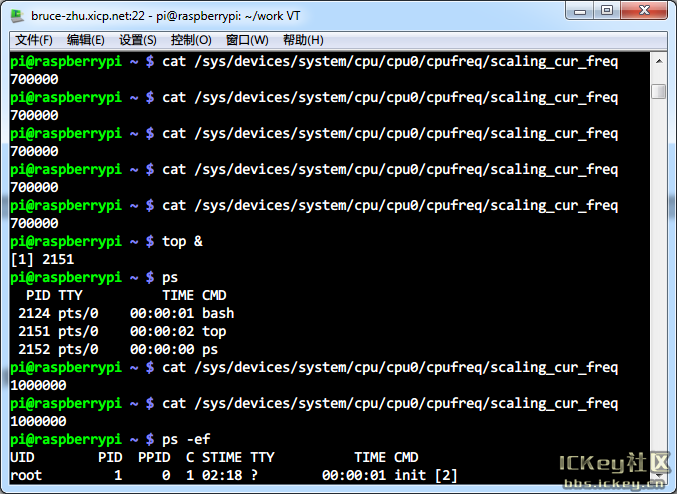 bruce-zhu.xicp.net:22 - pi@raspberrypi: ~/work VT
文件(F) 编辑(E) 设置(S) 控制(O) 窗口(W) 帮助(H)
pi@raspberrypi ~ $ cat /sys/devices/system/cpu/cpu0/cpufreq/scaling_cur_freq
700000
pi@raspberrypi ~ $ cat /sys/devices/system/cpu/cpu0/cpufreq/scaling_cur_freq
700000
pi@raspberrypi ~ $ cat /sys/devices/system/cpu/cpu0/cpufreq/scaling_cur_freq
700000
pi@raspberrypi ~ $ cat /sys/devices/system/cpu/cpu0/cpufreq/scaling_cur_freq
700000
pi@raspberrypi ~ $ cat /sys/devices/system/cpu/cpu0/cpufreq/scaling_cur_freq
700000
pi@raspberrypi ~ $ top &
[1] 2151
pi@raspberrypi ~ $ ps
PID TTY TIME CMD
2124 pts/0 00:00:01 bash
2151 pts/0 00:00:02 top
2152 pts/0 00:00:00 ps
pi@raspberrypi ~ $ cat /sys/devices/system/cpu/cpu0/cpufreq/scaling_cur_freq
1000000
pi@raspberrypi ~ $ cat /sys/devices/system/cpu/cpu0/cpufreq/scaling_cur_freq
1000000
pi@raspberrypi ~ $ ps -ef
UID PID PPID C STIME TTY TIME CMD
root 1 0 1 02:18 ? 00:00:01 init [2]
ICKey社区
bbs.ickey.cn